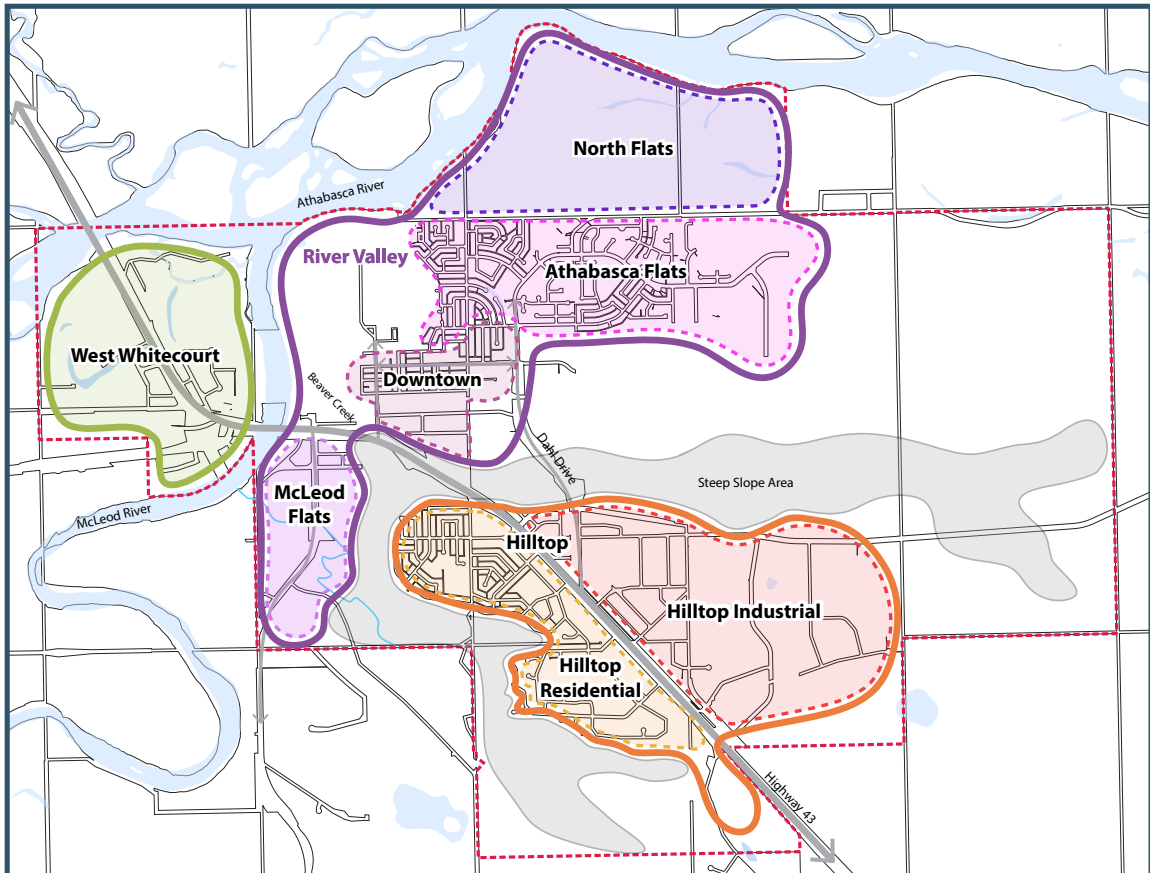 North Flats
Athabasca River
River Valley
Athabasca Flats
West Whitecourt
Downtown
Beaver Creek
Dahl Drive
Steep Slope Area
McLeod
Flats
McLeod River
Hilltop
Hilltop Industrial
Hilltop
Residential
Highway 43